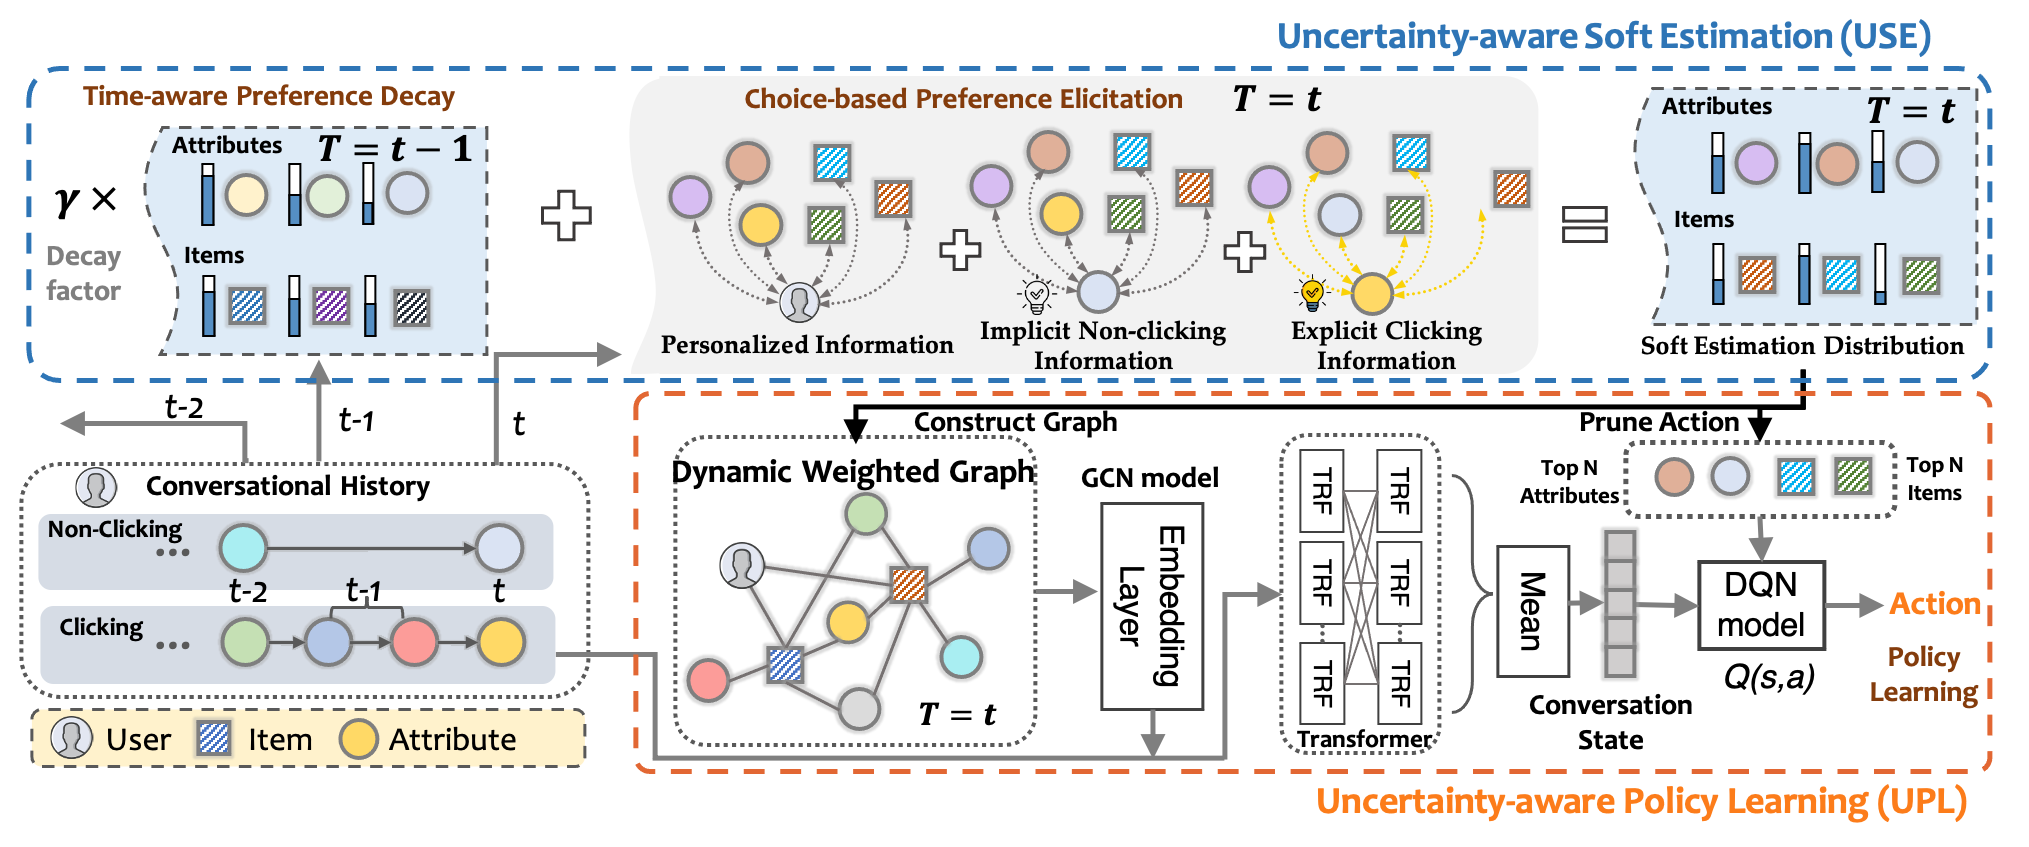 Uncertainty-aware Soft Estimation (USE)
Time-aware Preference Decay
Choice-based Preference Elicitation
T = t
Attributes
T = t − 1
γ ×
Decay
factor
Items
Personalized Information
Implicit Non-clicking
Information
Explicit Clicking
Information
Attributes
T = t
Items
Soft Estimation Distribution
t-2
t-1
t
Conversational History
Non-Clicking
...
t-2
t-1
t
Clicking
...
User
Item
Attribute
Construct Graph
Prune Action
Dynamic Weighted Graph
T = t
GCN model
Embedding
Layer
TRF
TRF
TRF
TRF
TRF
TRF
Transformer
Mean
Conversation
State
Top N
Attributes
Top N
Items
DQN
model
Q(s,a)
Action
Policy
Learning
Uncertainty-aware Policy Learning (UPL)